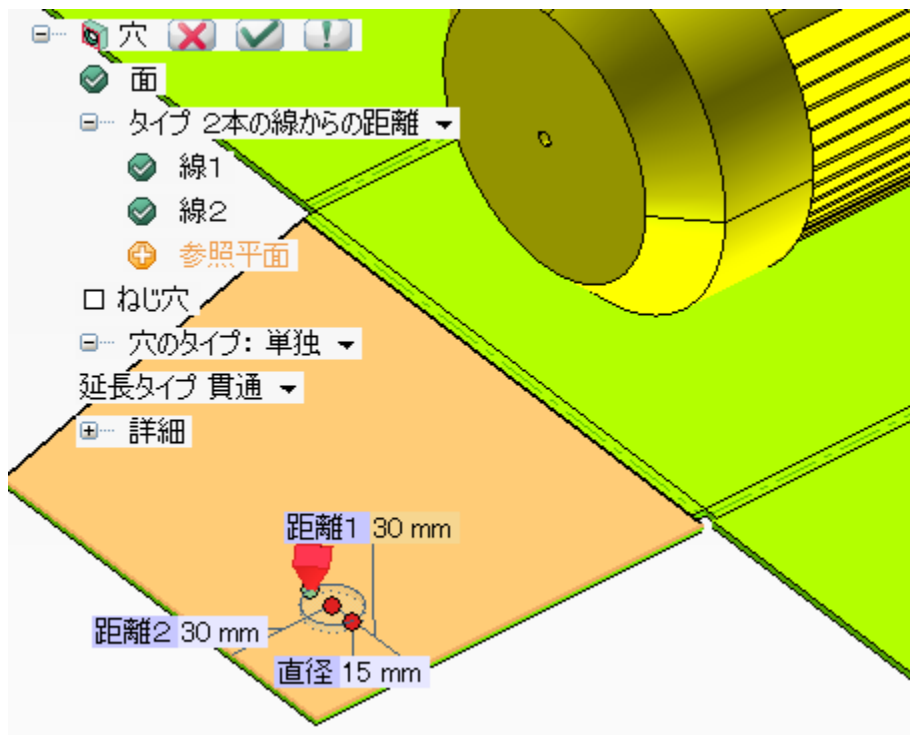 穴
面
タイプ 2本の線からの距離
線1
線2
参照平面
ねじ穴
穴のタイプ: 単独
延長タイプ 貫通
詳細
距離1 30 mm
距離2 30 mm
直径 15 mm